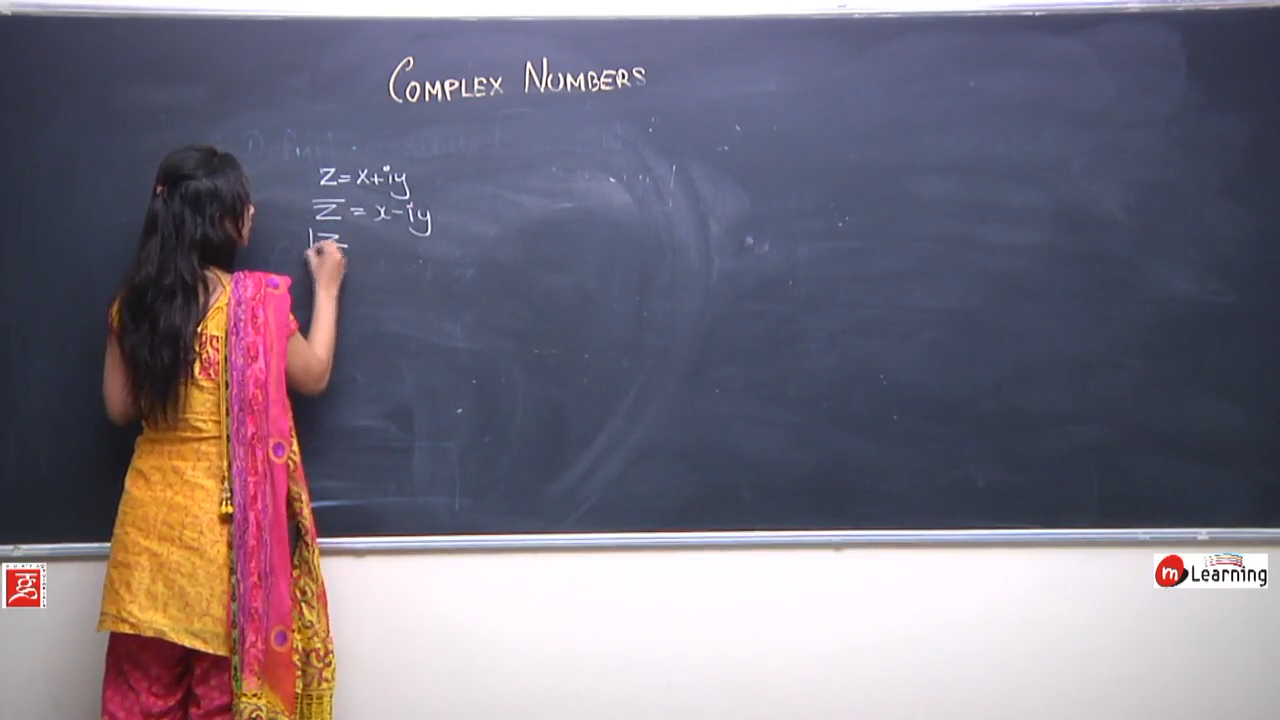 COMPLEX NUMBERS
z = x+iy
z̅ = x-iy
|z
m Learning